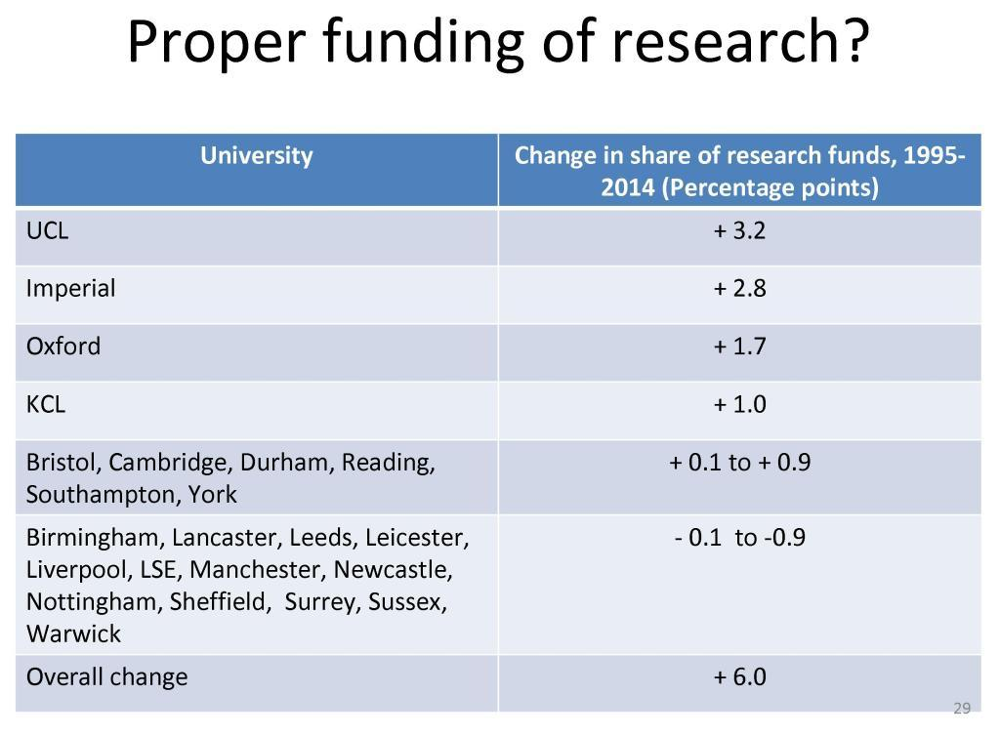 Proper funding of research?
University
Change in share of research funds, 1995-
2014 (Percentage points)
UCL
+ 3.2
Imperial
+ 2.8
Oxford
+ 1.7
KCL
+ 1.0
Bristol, Cambridge, Durham, Reading,
Southampton, York
+ 0.1 to + 0.9
Birmingham, Lancaster, Leeds, Leicester,
Liverpool, LSE, Manchester, Newcastle,
Nottingham, Sheffield,  Surrey, Sussex,
Warwick
- 0.1  to -0.9
Overall change
+ 6.0
29